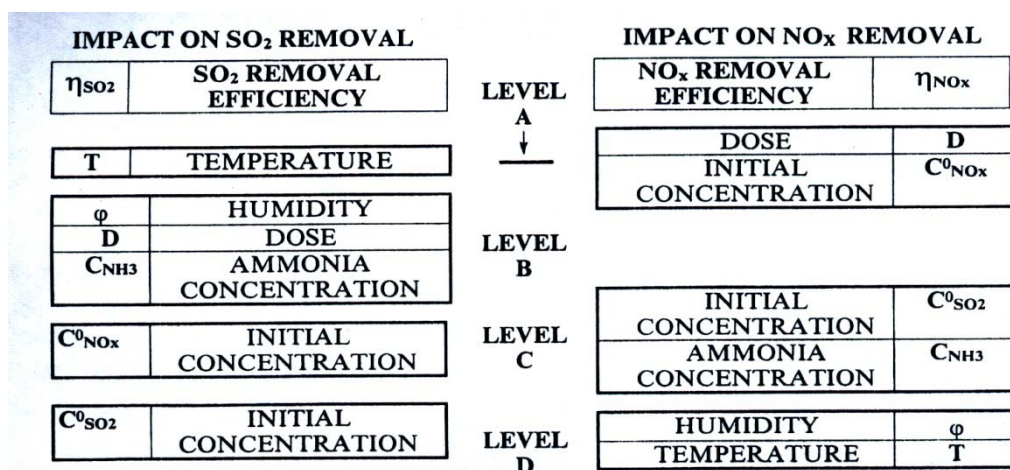 IMPACT ON SO₂ REMOVAL
ηSO2 SO₂ REMOVAL
EFFICIENCY
T TEMPERATURE
φ HUMIDITY
D DOSE
CNH3 AMMONIA
CONCENTRATION
C⁰NOx INITIAL
CONCENTRATION
C⁰SO2 INITIAL
CONCENTRATION
LEVEL
A
LEVEL
B
LEVEL
C
LEVEL
D
IMPACT ON NOX REMOVAL
NOx REMOVAL
EFFICIENCY ηNOx
DOSE D
INITIAL C⁰NOx
CONCENTRATION
INITIAL C⁰SO2
CONCENTRATION
AMMONIA CNH3
CONCENTRATION
HUMIDITY φ
TEMPERATURE T